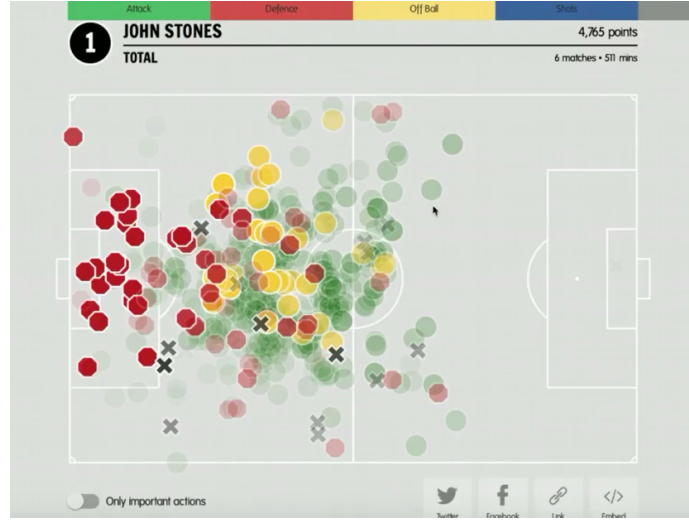 Attack
Defence
Off Ball
Shots
1
JOHN STONES
4,765 points
TOTAL
6 matches • 511 mins
Only important actions
Twitter
Facebook
Link
Embed